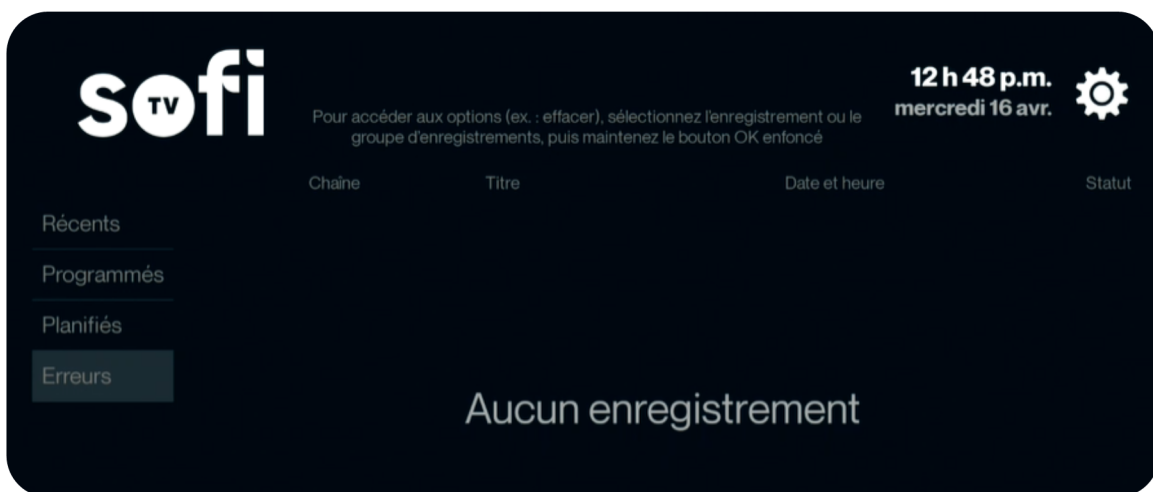 sofi
TV
12 h 48 p.m.
mercredi 16 avr.
Pour accéder aux options (ex. : effacer), sélectionnez l'enregistrement ou le
groupe d'enregistrements, puis maintenez le bouton OK enfoncé
Chaîne Titre Date et heure Statut
Récents
Programmés
Planifiés
Erreurs
Aucun enregistrement